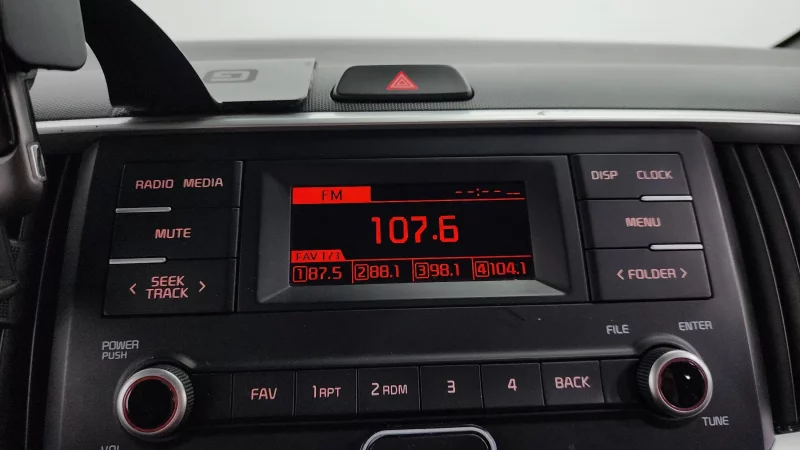 RADIO MEDIA
MUTE
< SEEK TRACK >
FM
--:-- __
107.6
FAV 1/3
1 87.5 2 88.1 3 98.1 4 104.1
DISP CLOCK
MENU
< FOLDER >
POWER
PUSH
VOL
FAV
1 RPT
2 RDM
3
4
BACK
FILE
ENTER
TUNE